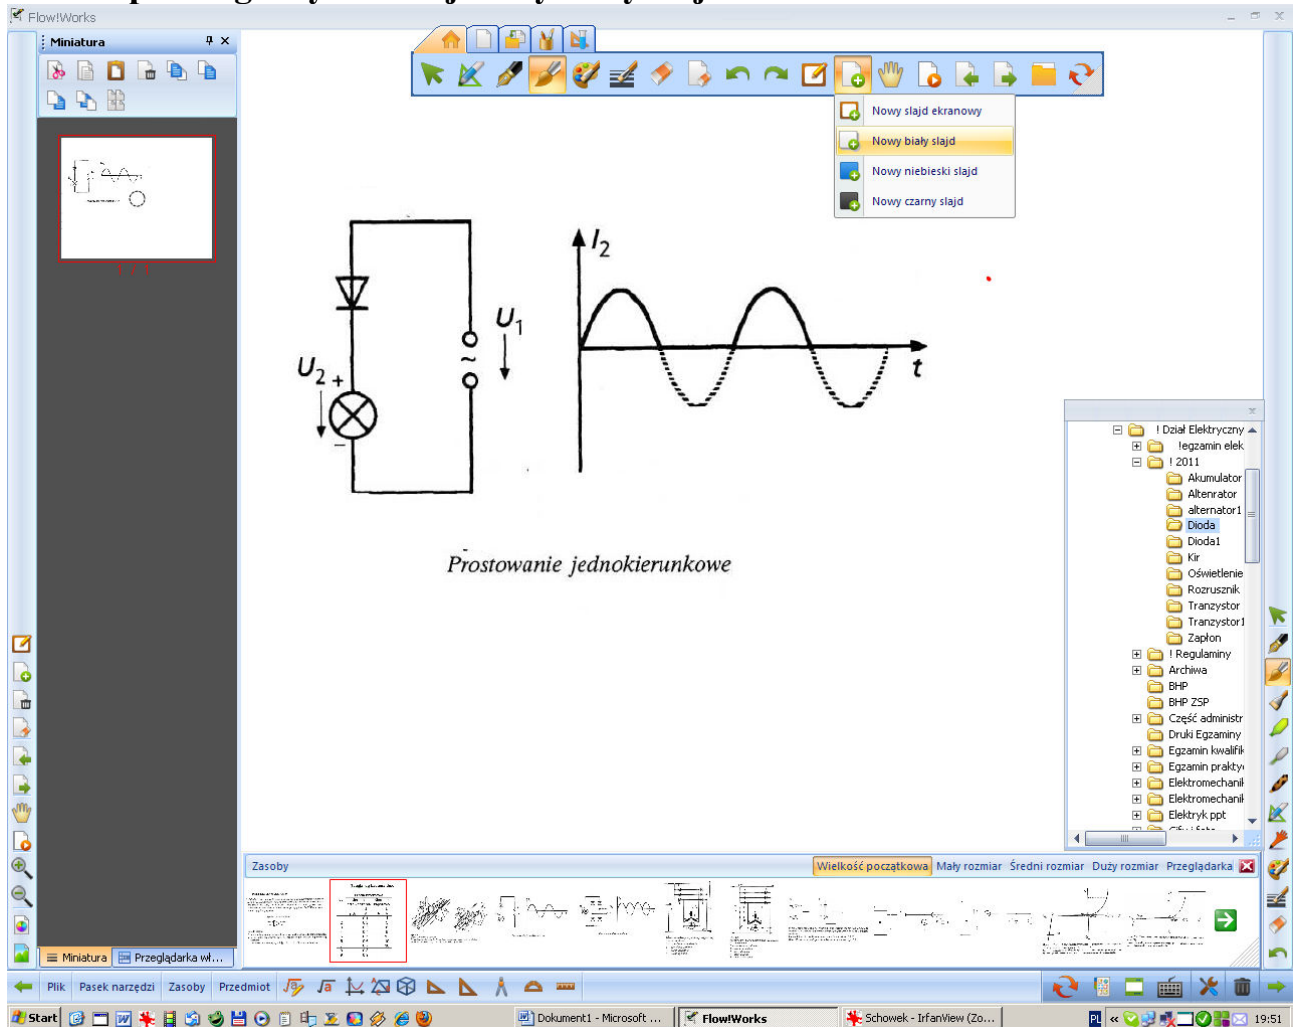 Flow!Works
Miniatura
Nowy slajd ekranowy
Nowy biały slajd
Nowy niebieski slajd
Nowy czarny slajd
1 / 1
I2
U1
U2
+
~
−
t
Prostowanie jednokierunkowe
! Dział Elektryczny
!egzamin elek
! 2011
Akumulator
Altenrator
alternator1
Dioda
Dioda1
Kir
Oświetlenie
Rozrusznik
Tranzystor
Tranzystor1
Zapłon
! Regulaminy
Archiwa
BHP
BHP ZSP
Część administr
Druki Egzaminy
Egzamin kwalifik
Egzamin prakty
Elektromechanik
Elektromechanik
Elektryk ppt
Zasoby
Wielkość początkowa Mały rozmiar Średni rozmiar Duży rozmiar Przeglądarka
Miniatura Przeglądarka wł...
Plik Pasek narzędzi Zasoby Przedmiot
Start Dokument1 - Microsoft ... Flow!Works Schowek - IrfanView (Zo... PL « 19:51